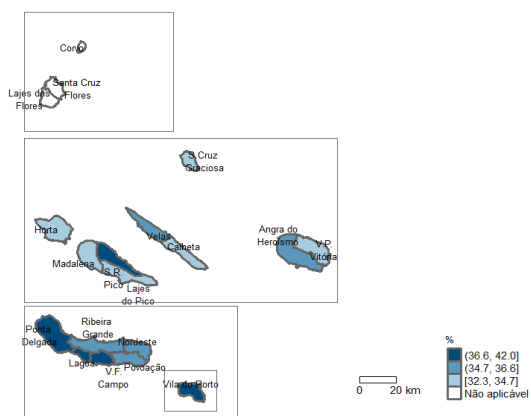 Corvo
Santa Cruz
Flores
Lajes das
Flores
S.Cruz
Graciosa
Horta
Velas
Calheta
Madalena
S.R.
Pico
Lajes
do Pico
Angra do
Heroísmo
V.P.
Vitória
Ribeira
Grande
Ponta
Delgada
Nordeste
Lagoa
Povoação
V.F.
Campo
Vila do Porto
0 20 km
%
(36.6, 42.0]
(34.7, 36.6]
[32.3, 34.7]
Não aplicável